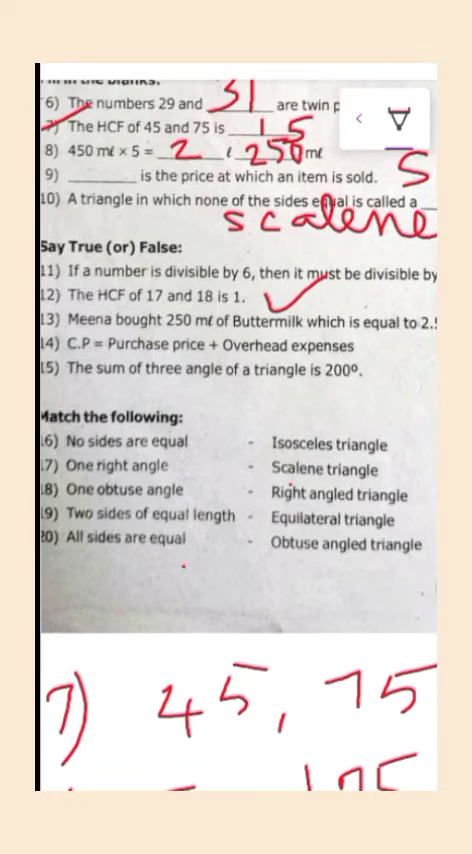 6) The numbers 29 and 31 are twin p
7) The HCF of 45 and 75 is 15
8) 450 mℓ × 5 = 2 ℓ 250 mℓ
9) ________ is the price at which an item is sold. S
10) A triangle in which none of the sides equal is called a
scalene
Say True (or) False:
11) If a number is divisible by 6, then it must be divisible by
12) The HCF of 17 and 18 is 1.
13) Meena bought 250 mℓ of Buttermilk which is equal to 2.5
14) C.P = Purchase price + Overhead expenses
15) The sum of three angle of a triangle is 200º.
Match the following:
16) No sides are equal - Isosceles triangle
17) One right angle - Scalene triangle
18) One obtuse angle - Right angled triangle
19) Two sides of equal length - Equilateral triangle
20) All sides are equal - Obtuse angled triangle
7) 45, 75